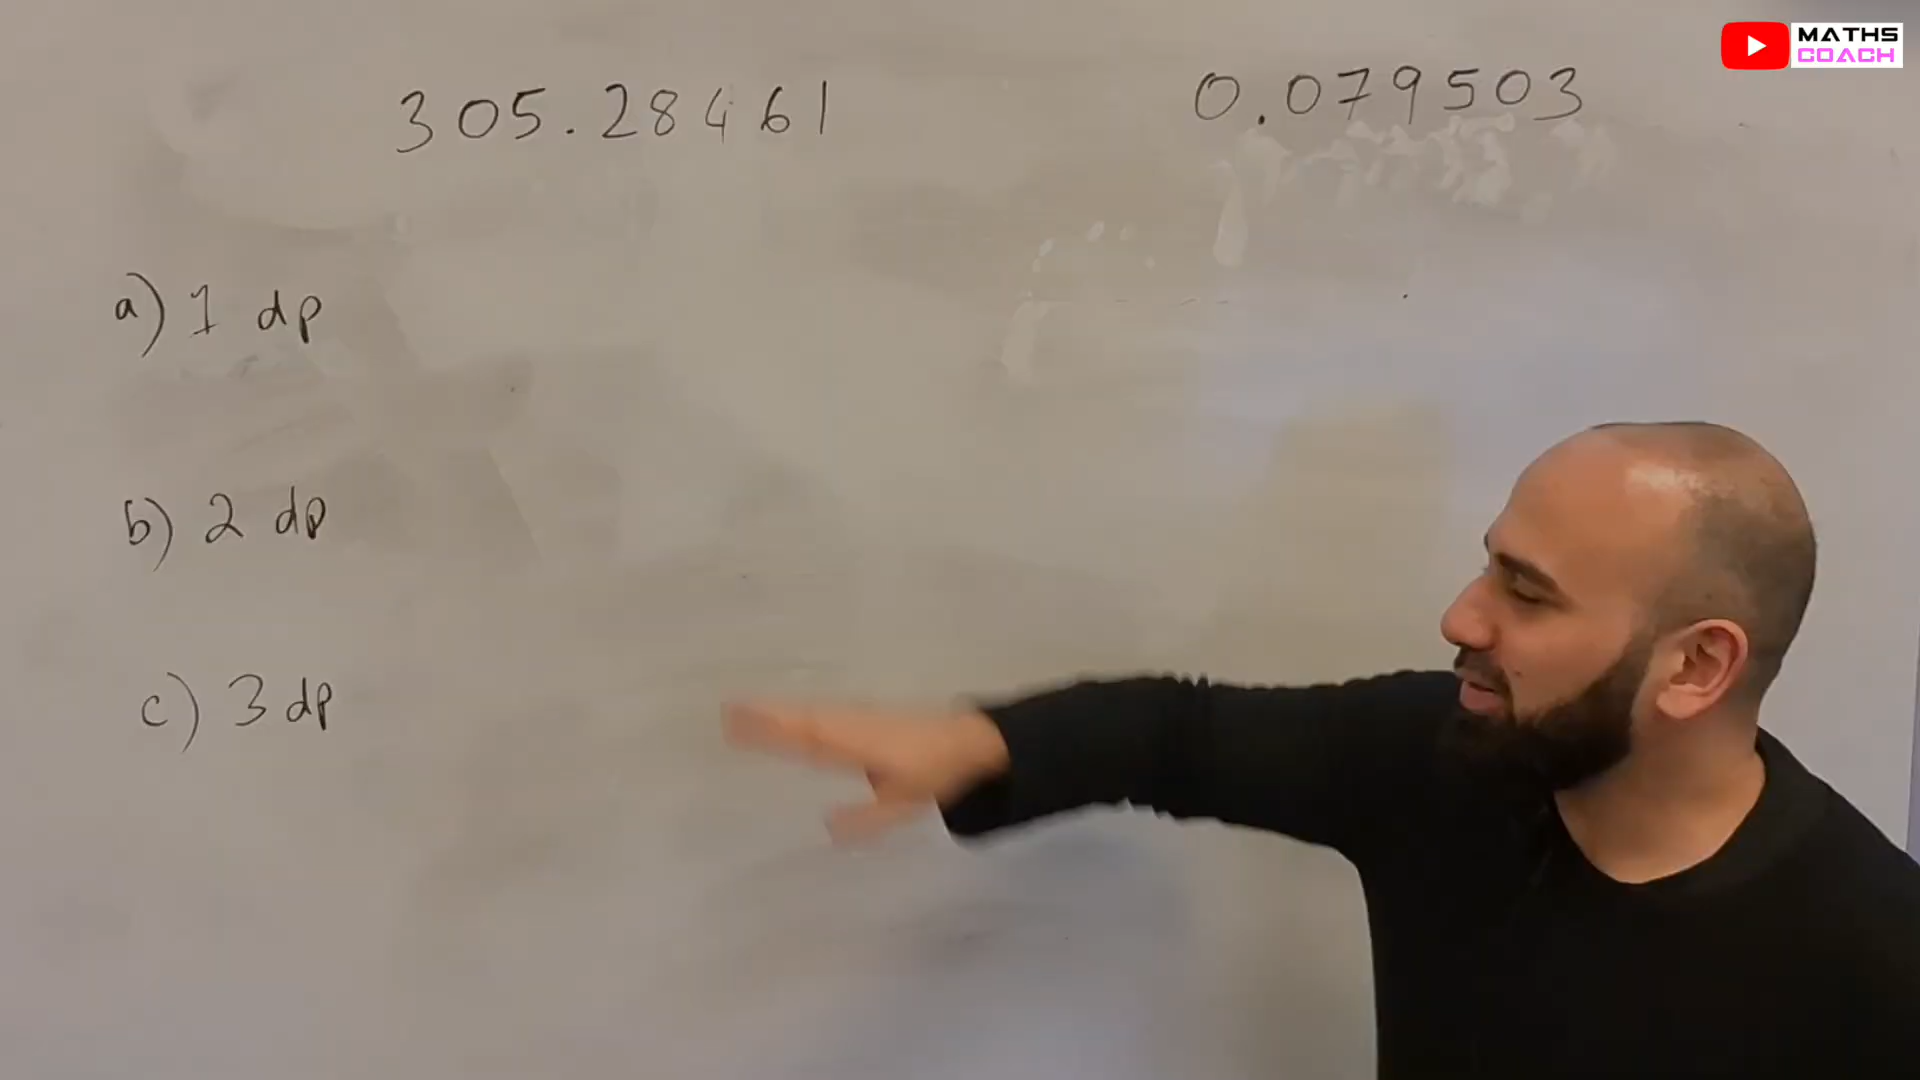 MATHS
COACH
305.28461
0.079503
a) 1 dp
b) 2 dp
c) 3 dp